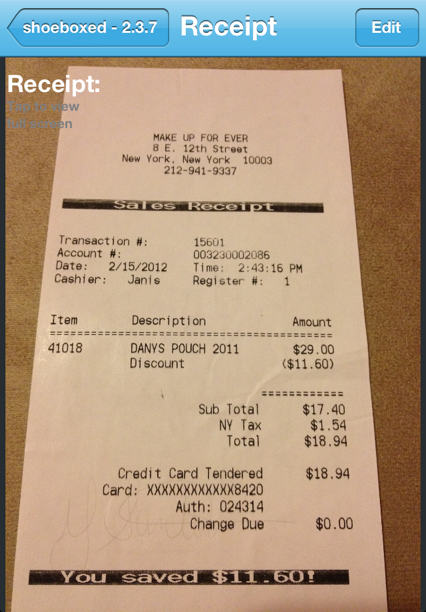 shoeboxed - 2.3.7
Receipt
Edit
Receipt:
MAKE UP FOR EVER
8 E. 12th Street
New York, New York 10003
212-941-9337
Sales Receipt
Transaction #: 15601
Account #: 003230002086
Date: 2/15/2012 Time: 2:43:16 PM
Cashier: Janis Register #: 1
Item Description Amount
==============================================
41018 DANYS POUCH 2011 $29.00
Discount ($11.60)
============
Sub Total $17.40
NY Tax $1.54
Total $18.94
Credit Card Tendered $18.94
Card: XXXXXXXXXXXX8420
Auth: 024314
Change Due $0.00
You saved $11.60!